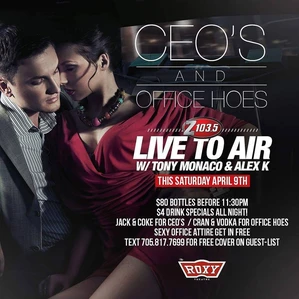 CEO'S
AND
OFFICE HOES
Z103.5
LIVE TO AIR
W/ TONY MONACO & ALEX K
THIS SATURDAY APRIL 9TH
$80 BOTTLES BEFORE 11:30PM
$4 DRINK SPECIALS ALL NIGHT!
JACK & COKE FOR CEO'S / CRAN & VODKA FOR OFFICE HOES
SEXY OFFICE ATTIRE GET IN FREE
TEXT 705.817.7699 FOR FREE COVER ON GUEST-LIST
ROXY
THEATRE